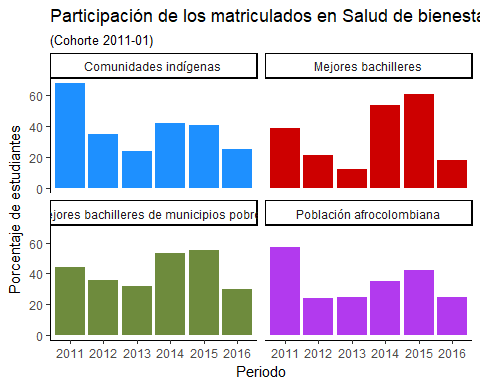 Participación de los matriculados en Salud de bienesta
(Cohorte 2011-01)
Comunidades indígenas
Mejores bachilleres
60
40
20
0
ejores bachilleres de municipios pobr
Población afrocolombiana
60
40
20
0
2011 2012 2013 2014 2015 2016
2011 2012 2013 2014 2015 2016
Porcentaje de estudiantes
Periodo